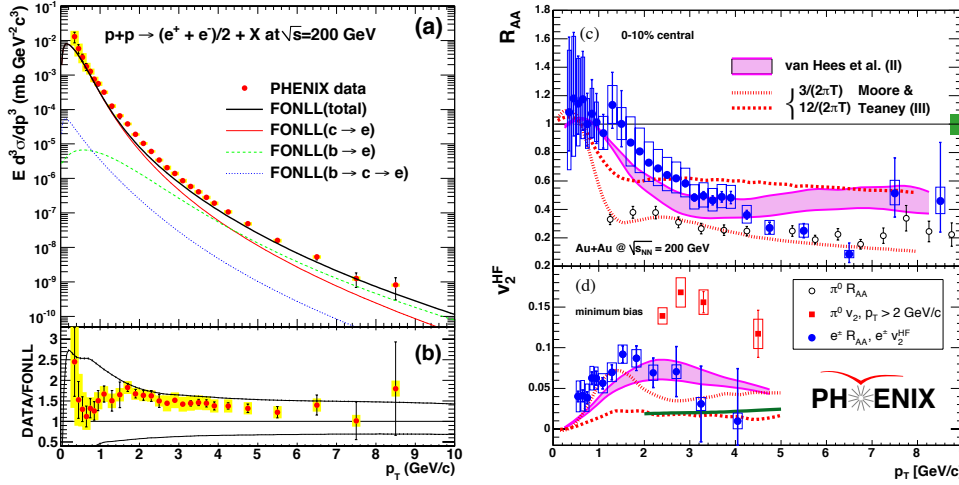 (a)
p+p → (e⁺ + e⁻)/2 + X at √s=200 GeV
PHENIX data
FONLL(total)
FONLL(c → e)
FONLL(b → e)
FONLL(b → c → e)
E d³σ/dp³ (mb GeV⁻²c³)
10⁻¹
10⁻²
10⁻³
10⁻⁴
10⁻⁵
10⁻⁶
10⁻⁷
10⁻⁸
10⁻⁹
10⁻¹⁰
(b)
DATA/FONLL
3
2.5
2
1.5
1
0.5
0 1 2 3 4 5 6 7 8 9 10
p_T (GeV/c)
R_AA
1.8
1.6
1.4
1.2
1
0.8
0.6
0.4
0.2
(c)
0-10% central
van Hees et al. (II)
3/(2πT) Moore &
12/(2πT) Teaney (III)
Au+Au @ √s_NN = 200 GeV
v₂^HF
0.15
0.1
0.05
0
(d)
minimum bias
π⁰ R_AA
π⁰ v₂, p_T > 2 GeV/c
e± R_AA, e± v₂^HF
PHENIX
0 1 2 3 4 5 6 7 8 9
p_T [GeV/c]